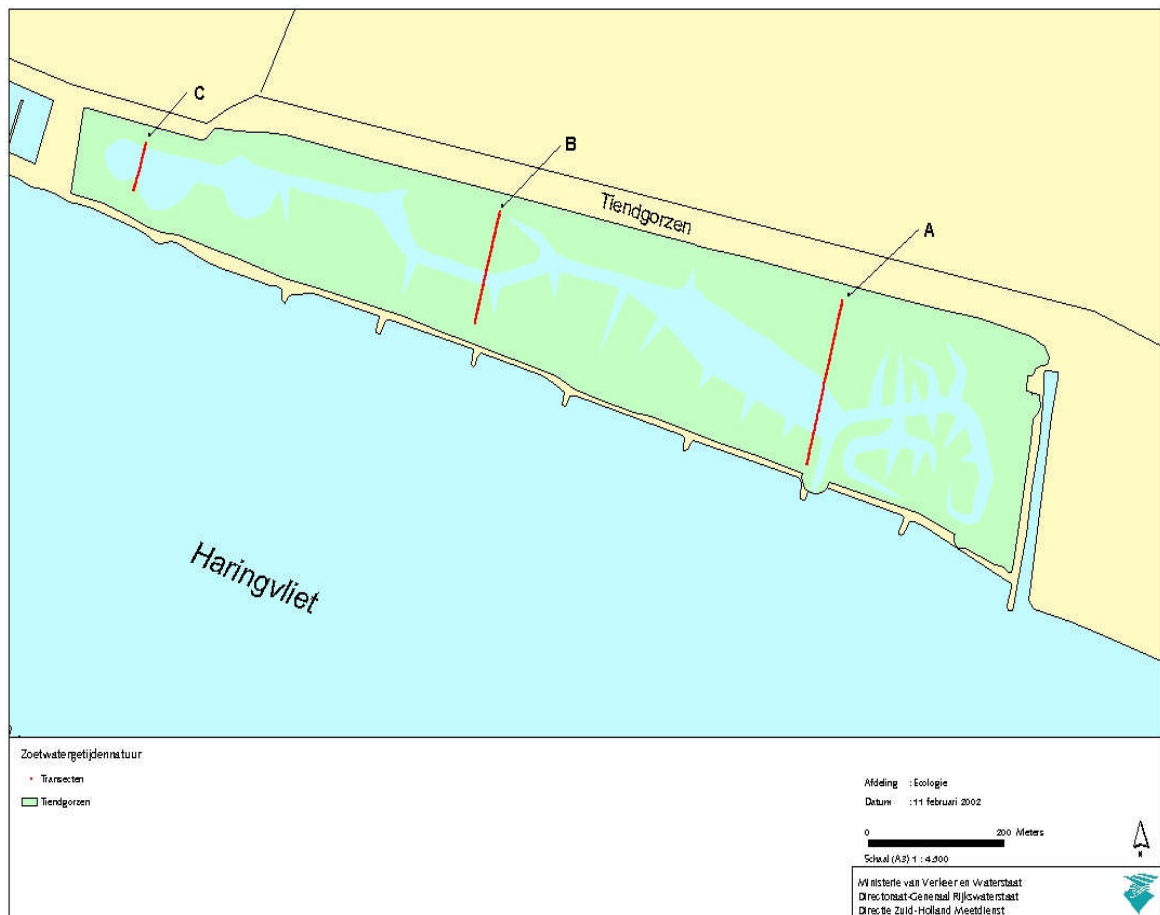 C
B
Tiendgorzen
A
Haringvliet
Zoetwatergetijdennatuur
Transecten
Tiendgorzen
Afdeling : Ecologie
Datum : 11 februari 2002
0 200 Meters
Schaal (A3) 1 : 4.300
N
Ministerie van Verkeer en Waterstaat
Directoraat-Generaal Rijkswaterstaat
Directie Zuid-Holland Meetdienst